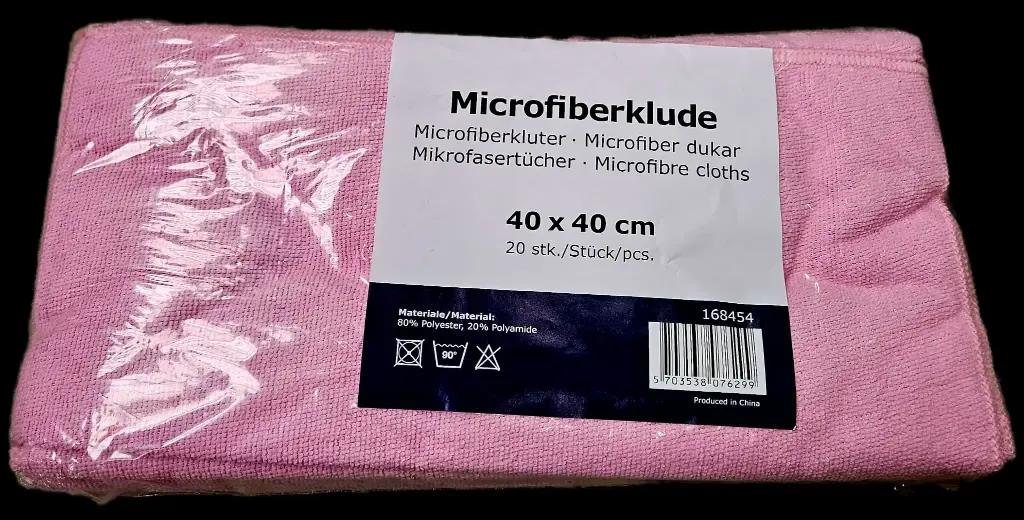 Microfiberklude
Microfiberkluter · Microfiber dukar
Mikrofasertücher · Microfibre cloths
40 x 40 cm
20 stk./Stück/pcs.
Materiale/Material:
80% Polyester, 20% Polyamide
90°
168454
5 703538 076299
Produced in China